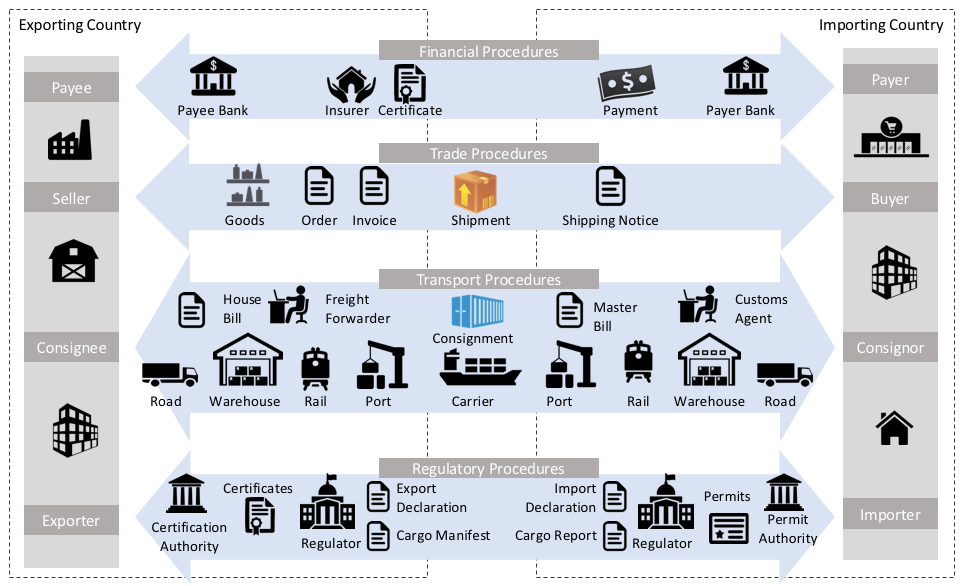 Exporting Country
Importing Country
Financial Procedures
Payee
Payer
$
$
$
Payee Bank
Insurer
Certificate
Payment
Payer Bank
Trade Procedures
Seller
Buyer
Goods
Order
Invoice
Shipment
Shipping Notice
Transport Procedures
House
Bill
Freight
Forwarder
Consignment
Master
Bill
Customs
Agent
Consignee
Consignor
Road
Warehouse
Rail
Port
Carrier
Port
Rail
Warehouse
Road
Regulatory Procedures
Certification
Authority
Certificates
Regulator
Export
Declaration
Cargo Manifest
Import
Declaration
Cargo Report
Regulator
Permits
Permit
Authority
Exporter
Importer